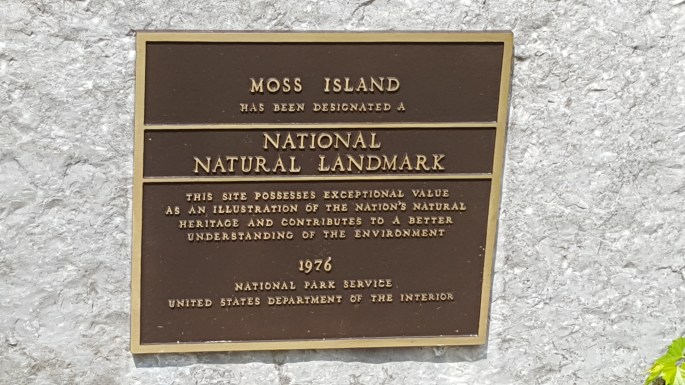 MOSS ISLAND
HAS BEEN DESIGNATED A
NATIONAL
NATURAL LANDMARK
THIS SITE POSSESSES EXCEPTIONAL VALUE
AS AN ILLUSTRATION OF THE NATION'S NATURAL
HERITAGE AND CONTRIBUTES TO A BETTER
UNDERSTANDING OF THE ENVIRONMENT
1976
NATIONAL PARK SERVICE
UNITED STATES DEPARTMENT OF THE INTERIOR